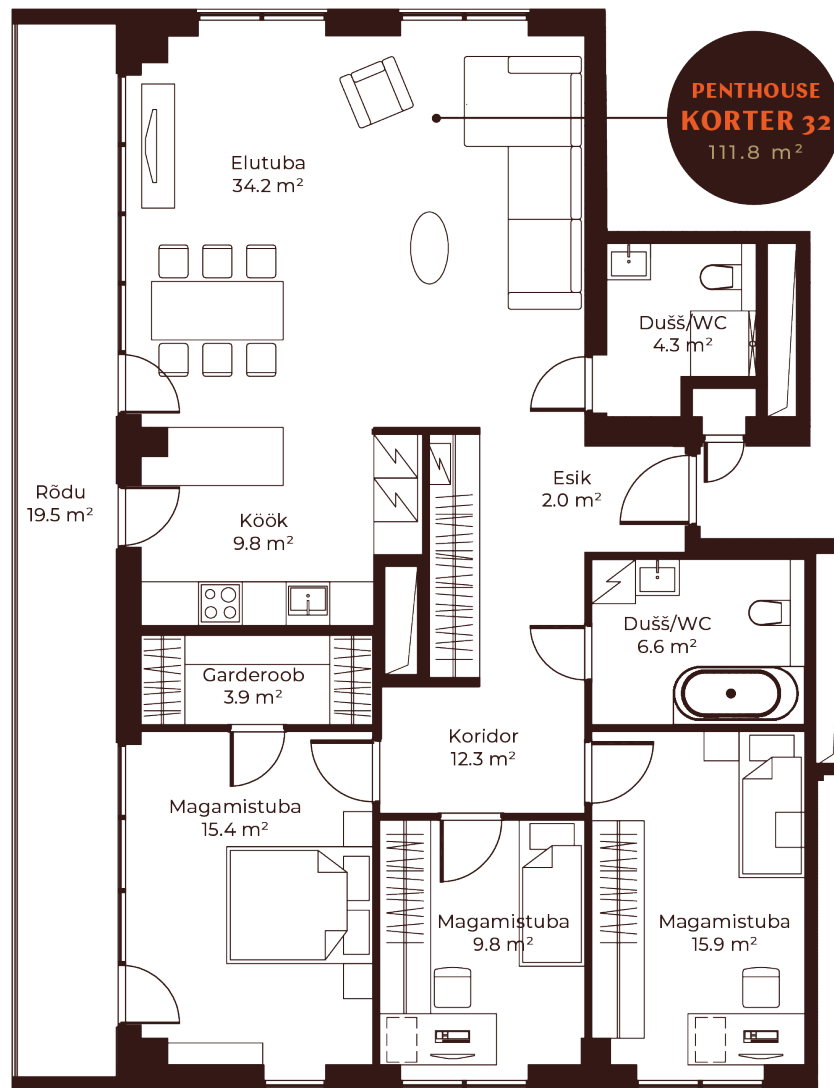 PENTHOUSE
KORTER 32
111.8 m²
Elutuba
34.2 m²
Dušš/WC
4.3 m²
Esik
2.0 m²
Rõdu
19.5 m²
Köök
9.8 m²
Dušš/WC
6.6 m²
Garderoob
3.9 m²
Koridor
12.3 m²
Magamistuba
15.4 m²
Magamistuba
9.8 m²
Magamistuba
15.9 m²